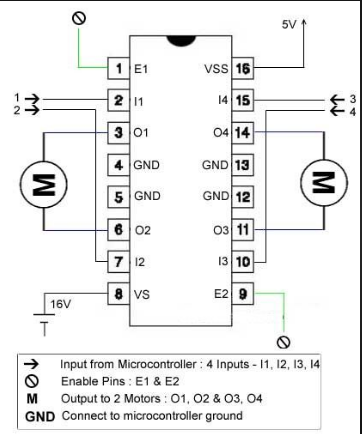 5V
1 E1 VSS 16
1 2 I1 I4 15 3
2 4
3 O1 O4 14
M M
4 GND GND 13
5 GND GND 12
6 O2 O3 11
7 I2 I3 10
8 VS E2 9
16V
Input from Microcontroller : 4 Inputs - I1, I2, I3, I4
Enable Pins : E1 & E2
M Output to 2 Motors : O1, O2 & O3, O4
GND Connect to microcontroller ground